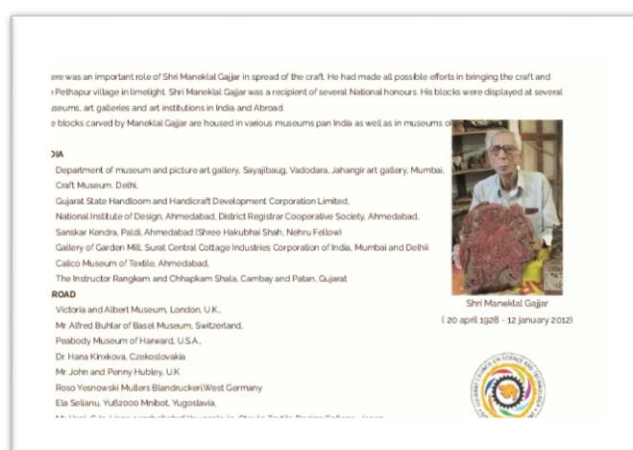 ere was an important role of Shri Maneklal Gajjar in spread of the craft. He had made all possible efforts in bringing the craft and
Pethapur village in limelight. Shri Maneklal Gajjar was a recipient of several National honours. His blocks were displayed at several
useums, art galleries and art institutions in India and Abroad.
e blocks carved by Maneklal Gajjar are housed in various museums pan India as well as in museums o
DIA
Department of museum and picture art gallery, Sayajibaug, Vadodara, Jahangir art gallery, Mumbai,
Craft Museum, Delhi,
Gujarat State Handloom and Handicraft Development Corporation Limited,
National Institute of Design, Ahmedabad, District Registrar Cooperative Society, Ahmedabad,
Sanskar Kendra, Paldi, Ahmedabad (Shree Hakubhai Shah, Nehru Fellow)
Gallery of Garden Mill, Surat Central Cottage Industries Corporation of India, Mumbai and Delhii
Calico Museum of Textile, Ahmedabad,
The Instructor Rangkam and Chhapkam Shala, Cambay and Patan, Gujarat
ROAD
Victoria and Albert Museum, London, U.K.,
Mr. Alfred Buhlar of Basel Museum, Switzerland,
Peabody Museum of Harward, U.S.A.,
Dr. Hana Kinxkova, Czekoslovakia
Mr. John and Penny Hubley, U.K
Roso Yesnowski Mullers Blandruckeri,West Germany
Ela Selianu, Yu62000 Mnibot, Yugoslavia,
Shri Maneklal Gajjar
( 20 april 1928 - 12 january 2012)
GUJARAT COUNCIL ON SCIENCE AND TECHNOLOGY